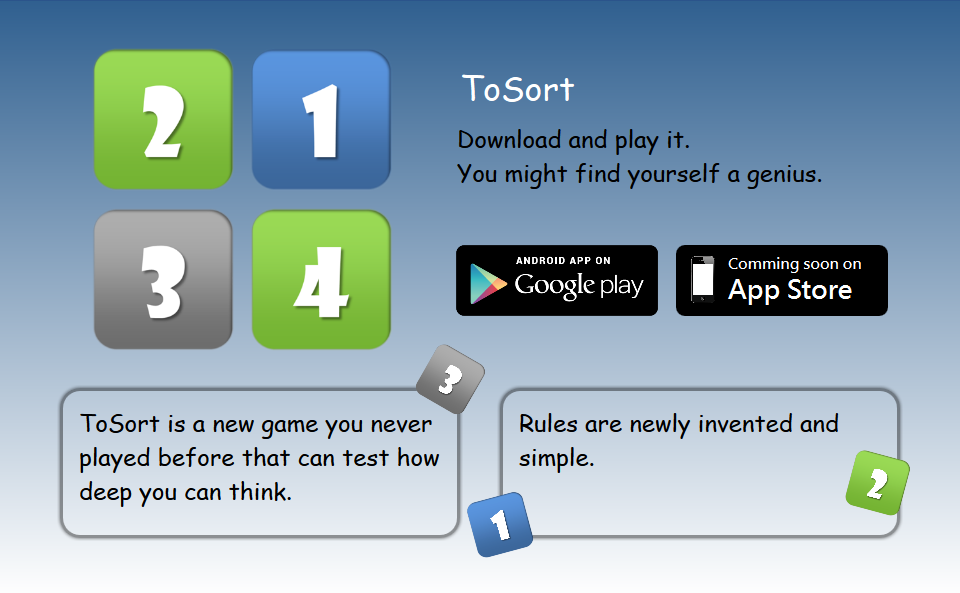 2 1
ToSort
Download and play it.
You might find yourself a genius.
3 4
ANDROID APP ON
Google play
Comming soon on
App Store
3
ToSort is a new game you never
played before that can test how
deep you can think.
Rules are newly invented and
simple.
2
1